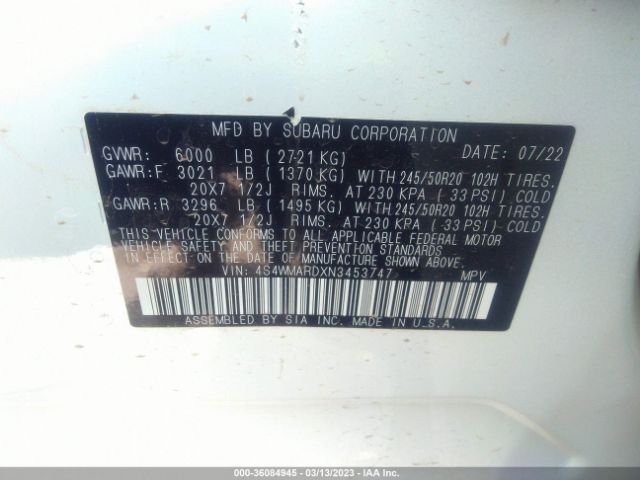 MFD BY SUBARU CORPORATION
GVWR: 6000 LB (2721 KG) DATE: 07/22
GAWR:F 3021 LB (1370 KG) WITH 245/50R20 102H TIRES.
20X7 1/2J RIMS. AT 230 KPA (33 PSI) COLD
GAWR:R 3296 LB (1495 KG) WITH 245/50R20 102H TIRES.
20X7 1/2J RIMS. AT 230 KPA (33 PSI) COLD
THIS VEHICLE CONFORMS TO ALL APPLICABLE FEDERAL MOTOR
VEHICLE SAFETY AND THEFT PREVENTION STANDARDS
IN EFFECT ON THE DATE OF MANUFACTURE SHOWN ABOVE.
VIN: 4S4WMARDXN3453747 MPV
ASSEMBLED BY SIA INC. MADE IN U.S.A.
000-36084945 - 03/13/2023 - IAA Inc.